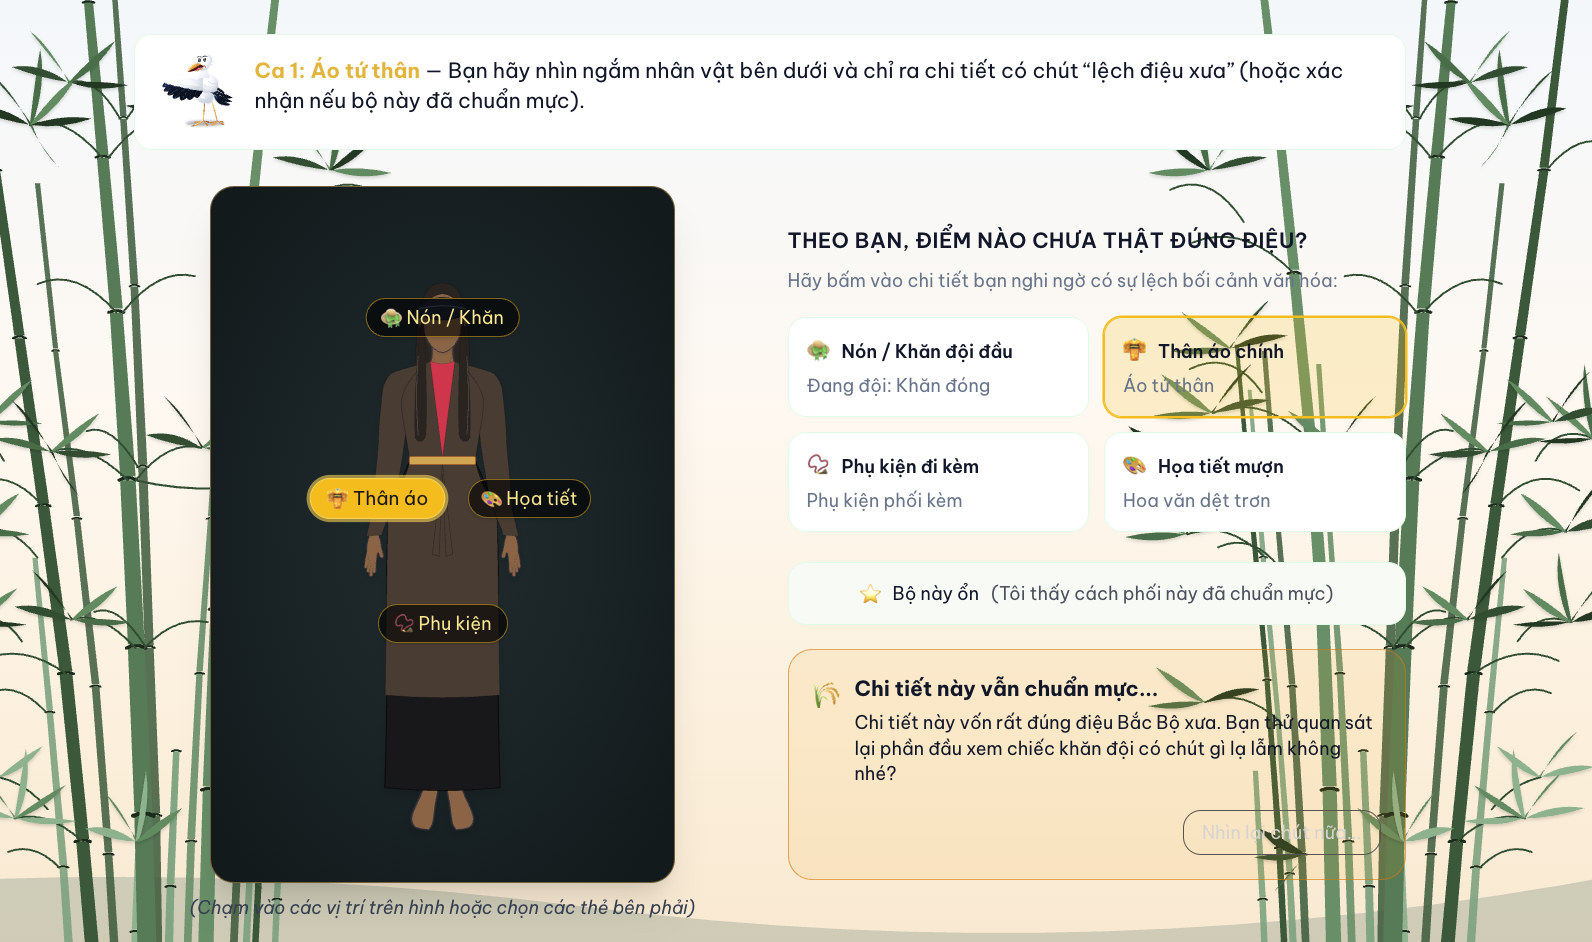 Ca 1: Áo tứ thân — Bạn hãy nhìn ngắm nhân vật bên dưới và chỉ ra chi tiết có chút “lệch điệu xưa” (hoặc xác
nhận nếu bộ này đã chuẩn mực).
Nón / Khăn
Thân áo
Họa tiết
Phụ kiện
(Chạm vào các vị trí trên hình hoặc chọn các thẻ bên phải)
THEO BẠN, ĐIỂM NÀO CHƯA THẬT ĐÚNG ĐIỆU?
Hãy bấm vào chi tiết bạn nghi ngờ có sự lệch bối cảnh văn hóa:
Nón / Khăn đội đầu
Đang đội: Khăn đóng
Thân áo chính
Áo tứ thân
Phụ kiện đi kèm
Phụ kiện phối kèm
Họa tiết mượn
Hoa văn dệt trơn
Bộ này ổn (Tôi thấy cách phối này đã chuẩn mực)
Chi tiết này vẫn chuẩn mực...
Chi tiết này vốn rất đúng điệu Bắc Bộ xưa. Bạn thử quan sát
lại phần đầu xem chiếc khăn đội có chút gì lạ lẫm không
nhé?
Nhìn lại chút nữa...